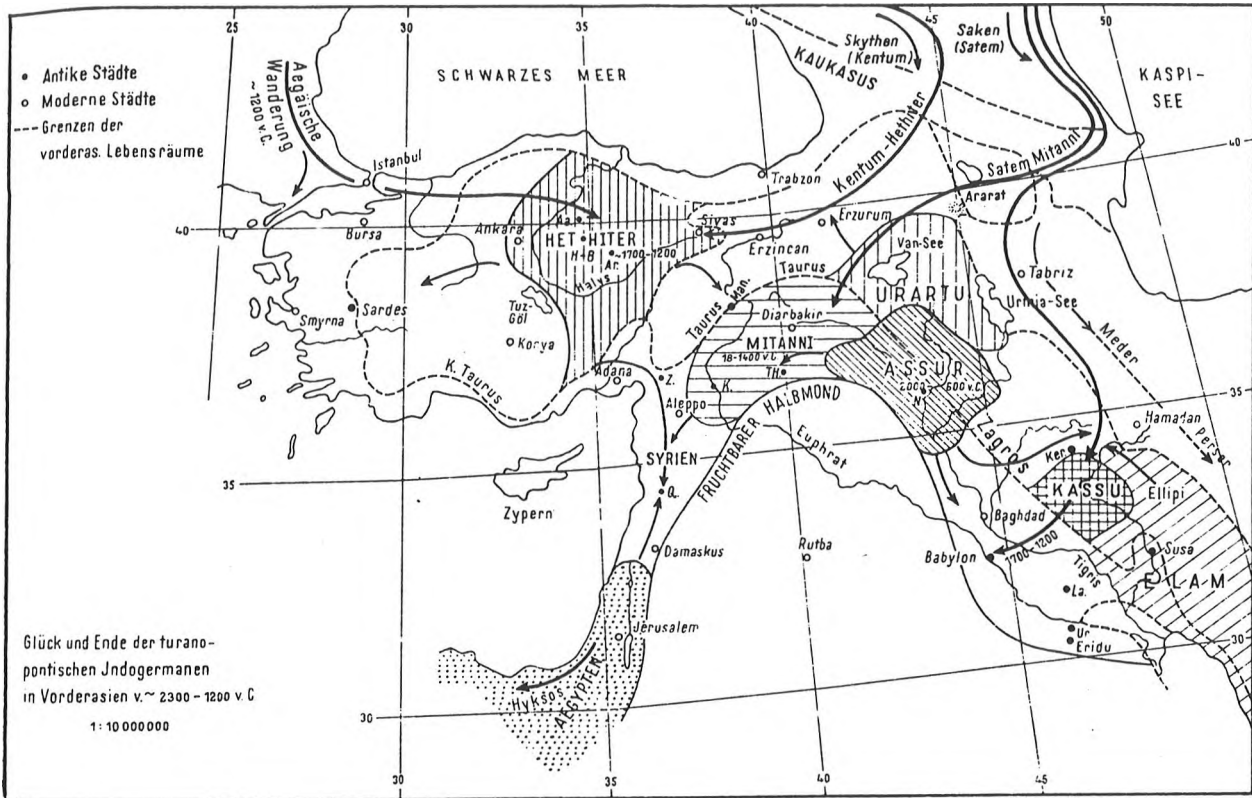 25
30
35
40
45
50
Antike Städte
Moderne Städte
Grenzen der
vorderas. Lebensräume
Aegäische
Wanderung
~1200 v.C.
SCHWARZES MEER
Skythen
(Kentum)
KAUKASUS
Saken
(Satem)
KASPI-
SEE
Kentum-Hethiter
Satem Mitanni
Istanbul
Trabzon
Ararat
40
40
Bursa
Ankara
Aa.
Sivas
Erzincan
Erzurum
HETHITER
H-B
Ar.
~1700-1200
Halys
Van-See
Taurus
Tabriz
Urmia-See
URARTU
Smyrna
Sardes
Tuz-
Göl
Konya
Taurus
Man.
Diarbakir
MITANNI
18-1400 v.C
TH.
K.
ASSUR
2000-600 v.C
N
Meder
Perser
K. Taurus
Adana
Z.
Aleppo
FRUCHTBARER HALBMOND
Euphrat
Zagros
Hamadan
35
35
SYRIEN
Q.
Zypern
Ker.
KASSU
Ellipi
Baghdad
Damaskus
Rutba
Babylon
1700-1200
Susa
Tigris
ELAM
La.
Ur
Eridu
30
Jerusalem
Hyksos
AEGYPTEN
Glück und Ende der turano-
pontischen Jndogermanen
in Vorderasien v. ~ 2300 - 1200 v. C
1: 10 000 000
30
30
35
40
45